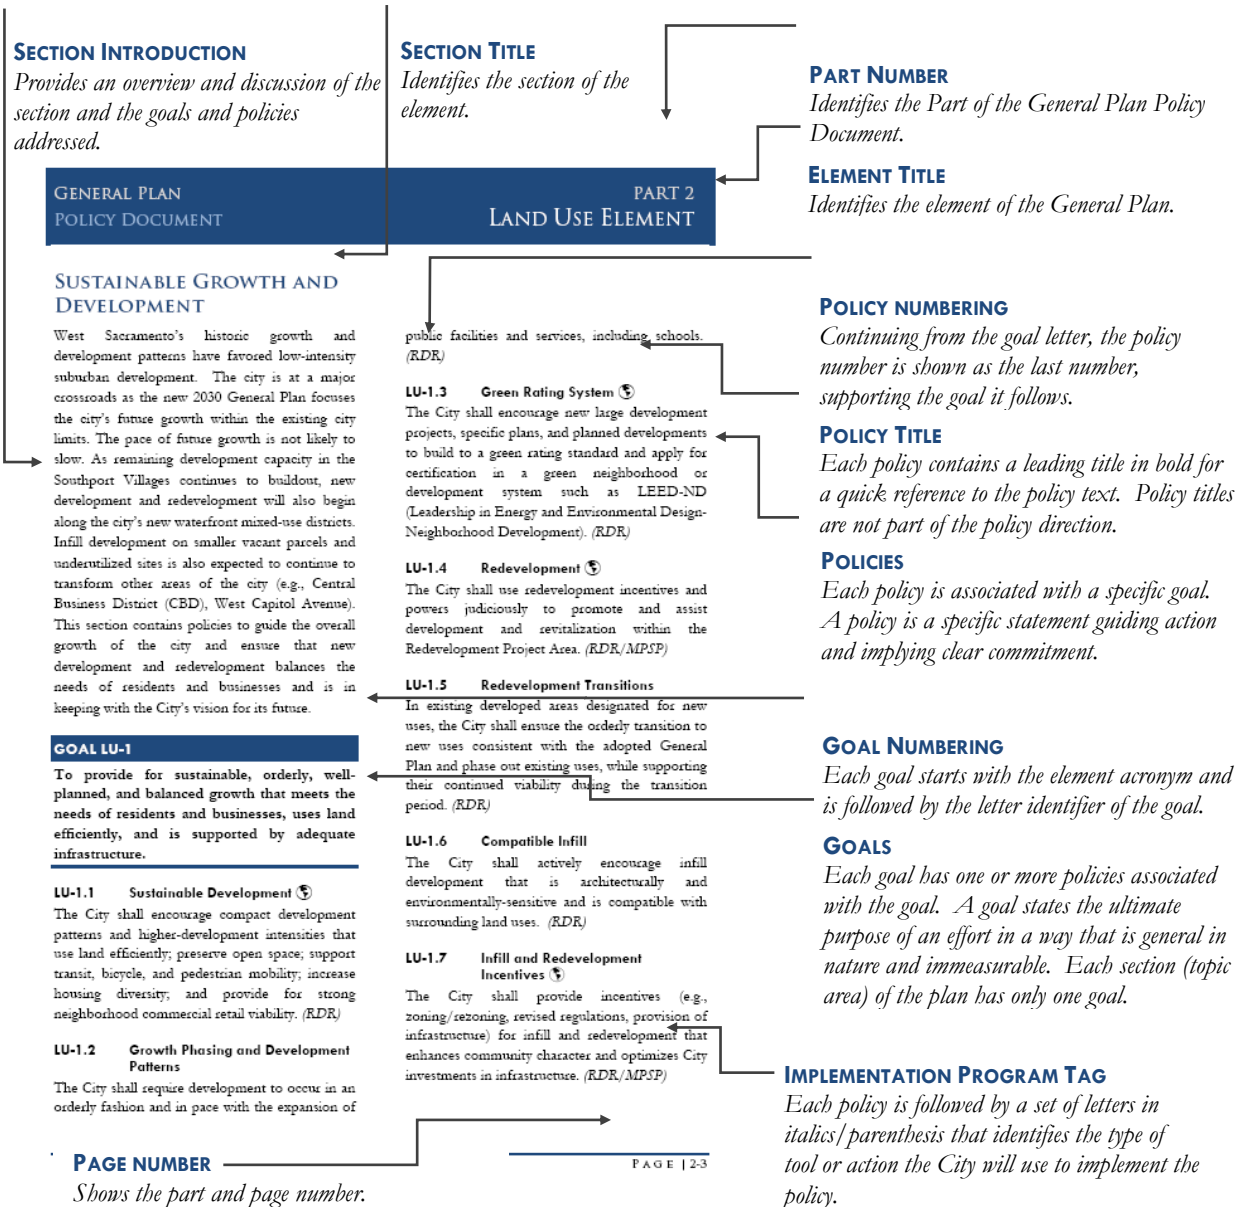 SECTION INTRODUCTION
Provides an overview and discussion of the
section and the goals and policies
addressed.
SECTION TITLE
Identifies the section of the
element.
PART NUMBER
Identifies the Part of the General Plan Policy
Document.
ELEMENT TITLE
Identifies the element of the General Plan.
GENERAL PLAN
POLICY DOCUMENT
PART 2
LAND USE ELEMENT
SUSTAINABLE GROWTH AND
DEVELOPMENT
West Sacramento's historic growth and
development patterns have favored low-intensity
suburban development. The city is at a major
crossroads as the new 2030 General Plan focuses
the city's future growth within the existing city
limits. The pace of future growth is not likely to
slow. As remaining development capacity in the
Southport Villages continues to buildout, new
development and redevelopment will also begin
along the city's new waterfront mixed-use districts.
Infill development on smaller vacant parcels and
underutilized sites is also expected to continue to
transform other areas of the city (e.g., Central
Business District (CBD), West Capitol Avenue).
This section contains policies to guide the overall
growth of the city and ensure that new
development and redevelopment balances the
needs of residents and businesses and is in
keeping with the City's vision for its future.
GOAL LU-1
To provide for sustainable, orderly, well-
planned, and balanced growth that meets the
needs of residents and businesses, uses land
efficiently, and is supported by adequate
infrastructure.
LU-1.1 Sustainable Development
The City shall encourage compact development
patterns and higher-development intensities that
use land efficiently; preserve open space; support
transit, bicycle, and pedestrian mobility; increase
housing diversity; and provide for strong
neighborhood commercial retail viability. (RDR)
LU-1.2 Growth Phasing and Development
Patterns
The City shall require development to occur in an
orderly fashion and in pace with the expansion of
public facilities and services, including schools.
(RDR)
LU-1.3 Green Rating System
The City shall encourage new large development
projects, specific plans, and planned developments
to build to a green rating standard and apply for
certification in a green neighborhood or
development system such as LEED-ND
(Leadership in Energy and Environmental Design-
Neighborhood Development). (RDR)
LU-1.4 Redevelopment
The City shall use redevelopment incentives and
powers judiciously to promote and assist
development and revitalization within the
Redevelopment Project Area. (RDR/MPSP)
LU-1.5 Redevelopment Transitions
In existing developed areas designated for new
uses, the City shall ensure the orderly transition to
new uses consistent with the adopted General
Plan and phase out existing uses, while supporting
their continued viability during the transition
period. (RDR)
LU-1.6 Compatible Infill
The City shall actively encourage infill
development that is architecturally and
environmentally-sensitive and is compatible with
surrounding land uses. (RDR)
LU-1.7 Infill and Redevelopment
Incentives
The City shall provide incentives (e.g.,
zoning/rezoning, revised regulations, provision of
infrastructure) for infill and redevelopment that
enhances community character and optimizes City
investments in infrastructure. (RDR/MPSP)
POLICY NUMBERING
Continuing from the goal letter, the policy
number is shown as the last number,
supporting the goal it follows.
POLICY TITLE
Each policy contains a leading title in bold for
a quick reference to the policy text. Policy titles
are not part of the policy direction.
POLICIES
Each policy is associated with a specific goal.
A policy is a specific statement guiding action
and implying clear commitment.
GOAL NUMBERING
Each goal starts with the element acronym and
is followed by the letter identifier of the goal.
GOALS
Each goal has one or more policies associated
with the goal. A goal states the ultimate
purpose of an effort in a way that is general in
nature and immeasurable. Each section (topic
area) of the plan has only one goal.
IMPLEMENTATION PROGRAM TAG
Each policy is followed by a set of letters in
italics/parenthesis that identifies the type of
tool or action the City will use to implement the
policy.
PAGE NUMBER
Shows the part and page number.
PAGE | 2-3